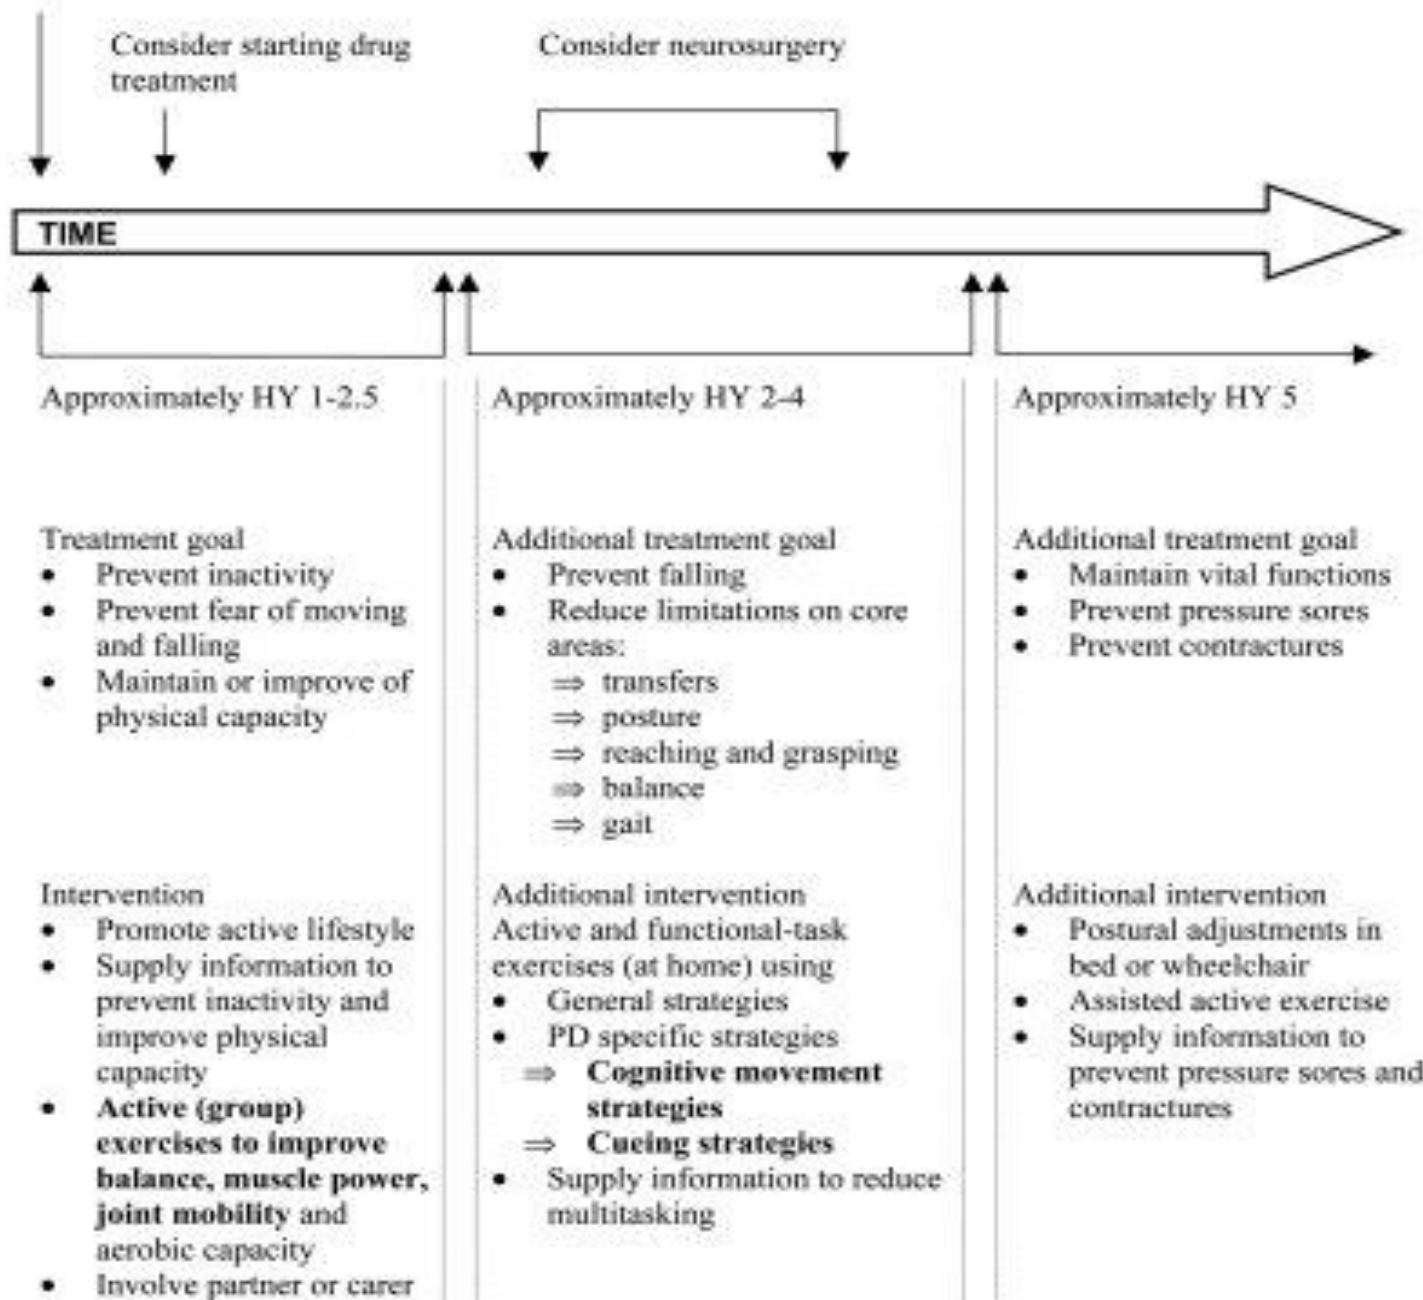 Consider starting drug
treatment
Consider neurosurgery
TIME
Approximately HY 1-2.5
Treatment goal
• Prevent inactivity
• Prevent fear of moving
and falling
• Maintain or improve of
physical capacity
Intervention
• Promote active lifestyle
• Supply information to
prevent inactivity and
improve physical
capacity
• Active (group)
exercises to improve
balance, muscle power,
joint mobility and
aerobic capacity
• Involve partner or carer
Approximately HY 2-4
Additional treatment goal
• Prevent falling
• Reduce limitations on core
areas:
⇒ transfers
⇒ posture
⇒ reaching and grasping
⇒ balance
⇒ gait
Additional intervention
Active and functional-task
exercises (at home) using
• General strategies
• PD specific strategies
⇒ Cognitive movement
strategies
⇒ Cueing strategies
• Supply information to reduce
multitasking
Approximately HY 5
Additional treatment goal
• Maintain vital functions
• Prevent pressure sores
• Prevent contractures
Additional intervention
• Postural adjustments in
bed or wheelchair
• Assisted active exercise
• Supply information to
prevent pressure sores and
contractures